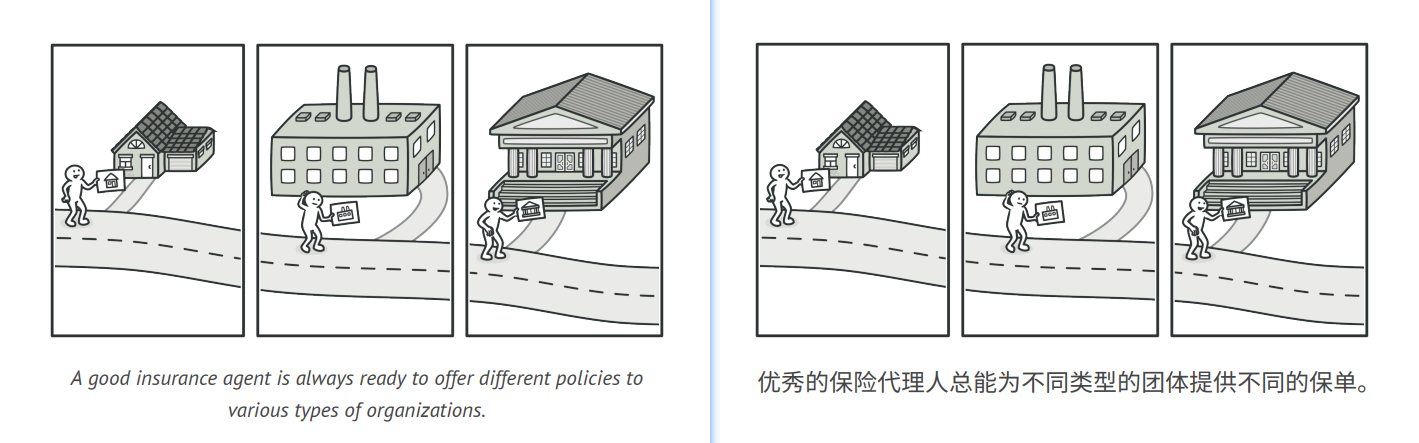 A good insurance agent is always ready to offer different policies to
various types of organizations.
优秀的保险代理人总能为不同类型的团体提供不同的保单。